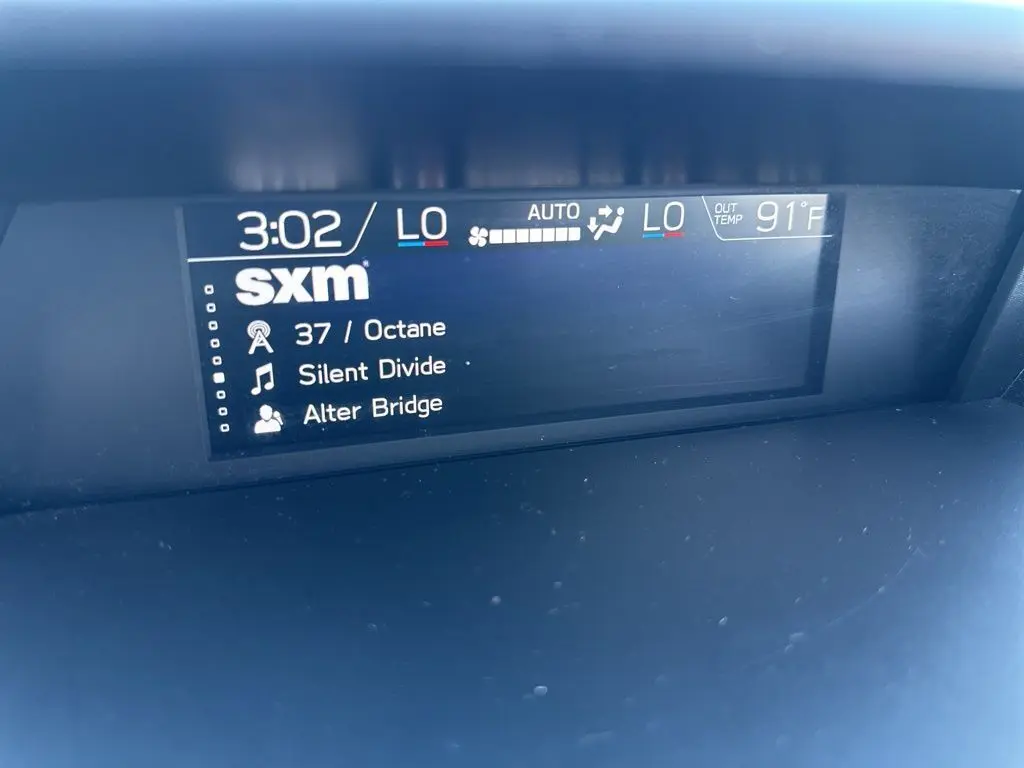 3:02 LO AUTO LO OUT TEMP 91°F
sxm
37 / Octane
Silent Divide
Alter Bridge